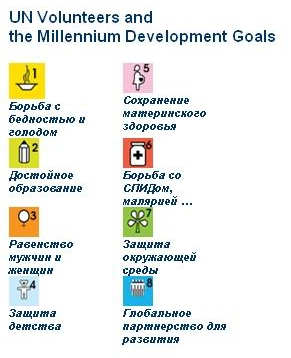 UN Volunteers and
the Millennium Development Goals
1
Борьба с
бедностью и
голодом
2
Достойное
образование
3
Равенство
мужчин и
женщин
4
Защита
детства
5
Сохранение
материнского
здоровья
6
Борьба со
СПИДом,
малярией ...
7
Защита
окружающей
среды
8
Глобальное
партнерство для
развития